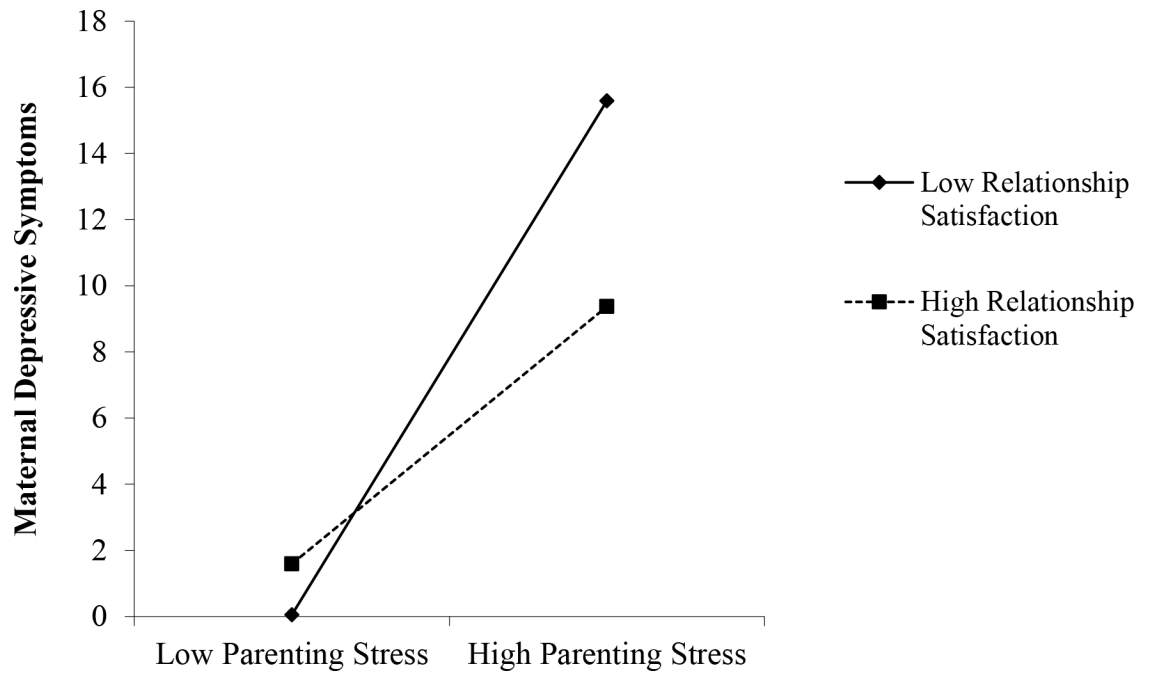 18
16
14
12
10
8
6
4
2
0
Maternal Depressive Symptoms
Low Parenting Stress
High Parenting Stress
Low Relationship
Satisfaction
High Relationship
Satisfaction